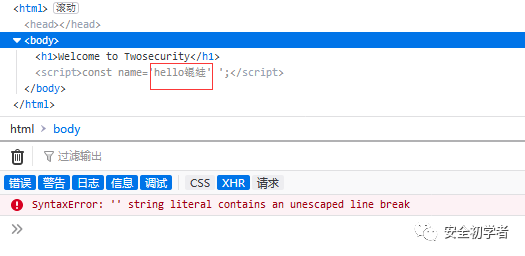 <html> 滚动
<head></head>
<body>
<h1>Welcome to Twosecurity</h1>
<script>const name='hello锟絓' ';</script>
</body>
</html>
html > body
过滤输出
错误 警告 日志 信息 调试 CSS XHR 请求
SyntaxError: '' string literal contains an unescaped line break
>>
安全初学者